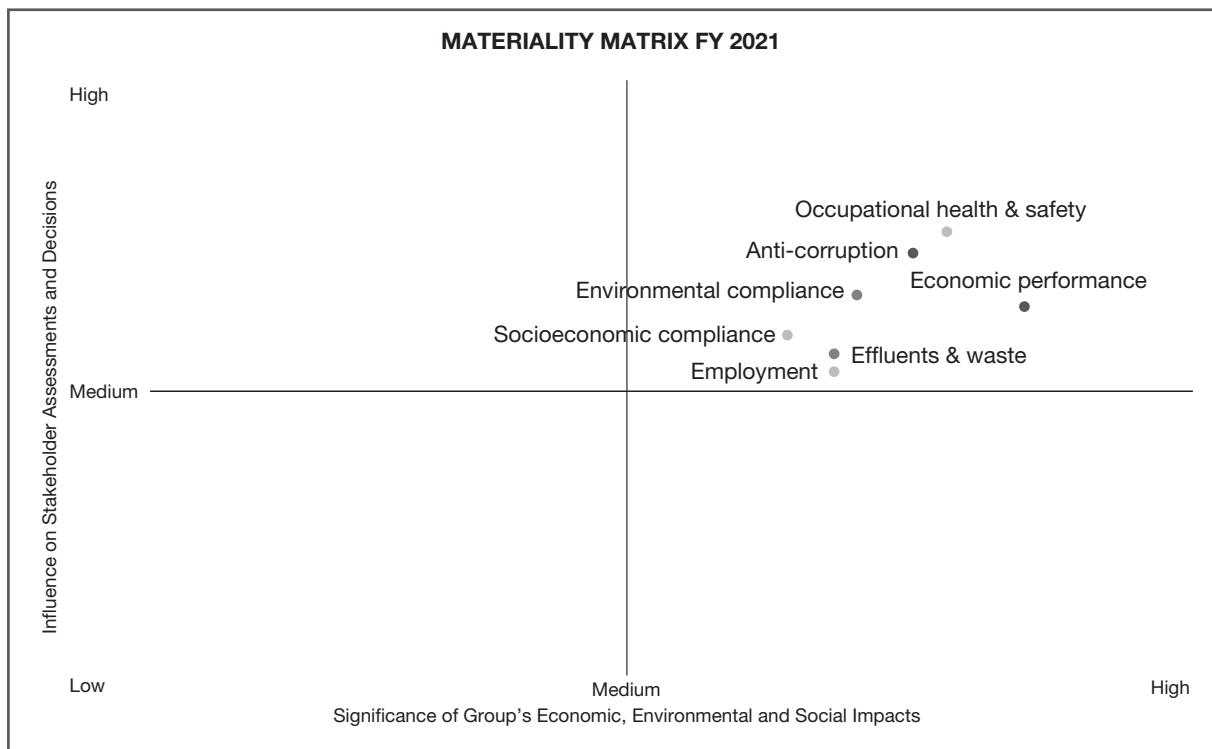 MATERIALITY MATRIX FY 2021
High
Influence on Stakeholder Assessments and Decisions
Occupational health & safety
Anti-corruption
Economic performance
Environmental compliance
Socioeconomic compliance
Effluents & waste
Employment
Medium
Low
Medium
High
Significance of Group's Economic, Environmental and Social Impacts